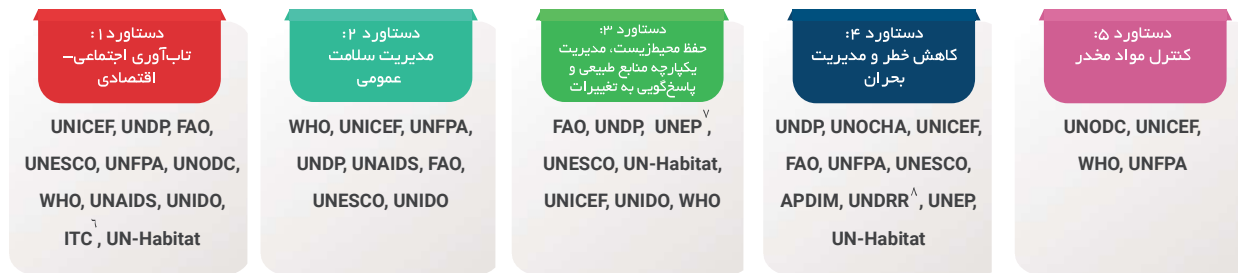 دستاورد ۱:
تاب‌آوری اجتماعی–
اقتصادی
UNICEF, UNDP, FAO,
UNESCO, UNFPA, UNODC,
WHO, UNAIDS, UNIDO,
ITC۶, UN-Habitat
دستاورد ۲:
مدیریت سلامت
عمومی
WHO, UNICEF, UNFPA,
UNDP, UNAIDS, FAO,
UNESCO, UNIDO
دستاورد ۳:
حفظ محیط‌زیست، مدیریت
یکپارچه منابع طبیعی و
پاسخ‌گویی به تغییرات
FAO, UNDP, UNEP۷,
UNESCO, UN-Habitat,
UNICEF, UNIDO, WHO
دستاورد ۴:
کاهش خطر و مدیریت
بحران
UNDP, UNOCHA, UNICEF,
FAO, UNFPA, UNESCO,
APDIM, UNDRR۸, UNEP,
UN-Habitat
دستاورد ۵:
کنترل مواد مخدر
UNODC, UNICEF,
WHO, UNFPA